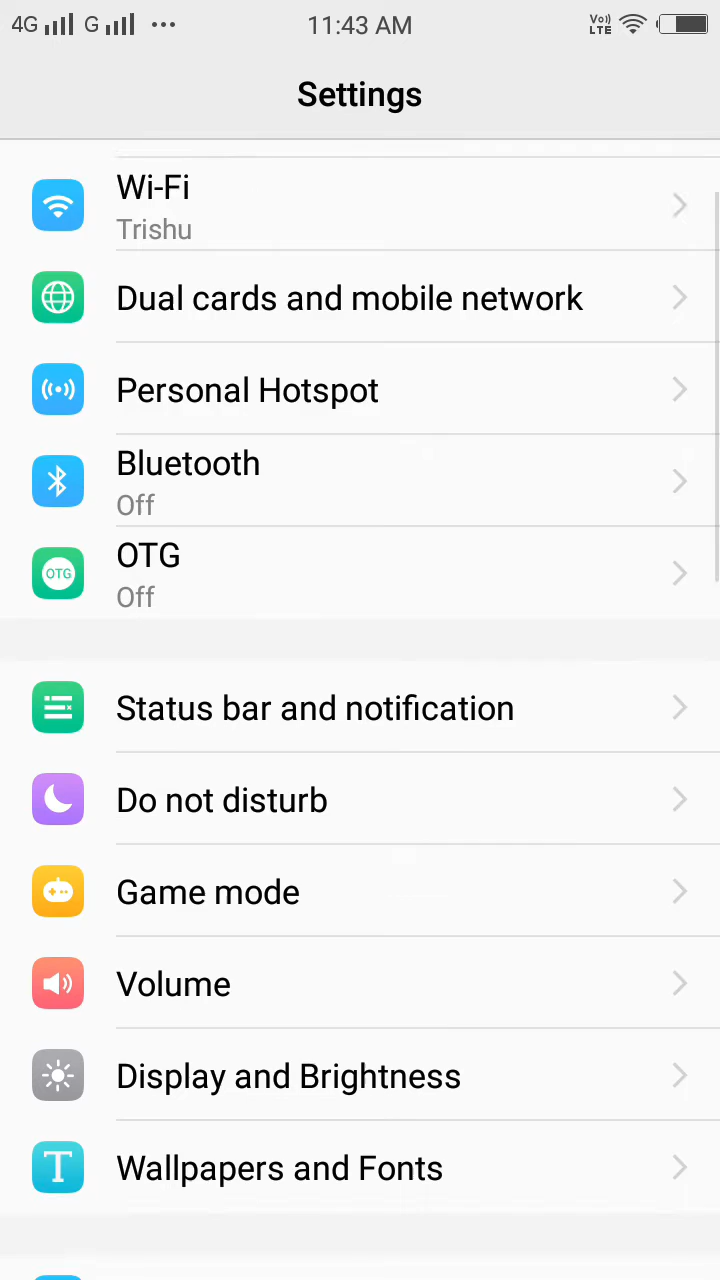 4G G ••• 11:43 AM Vo)) LTE
Settings
Wi-Fi
Trishu
Dual cards and mobile network
Personal Hotspot
Bluetooth
Off
OTG
OTG
Off
Status bar and notification
Do not disturb
Game mode
Volume
Display and Brightness
T Wallpapers and Fonts